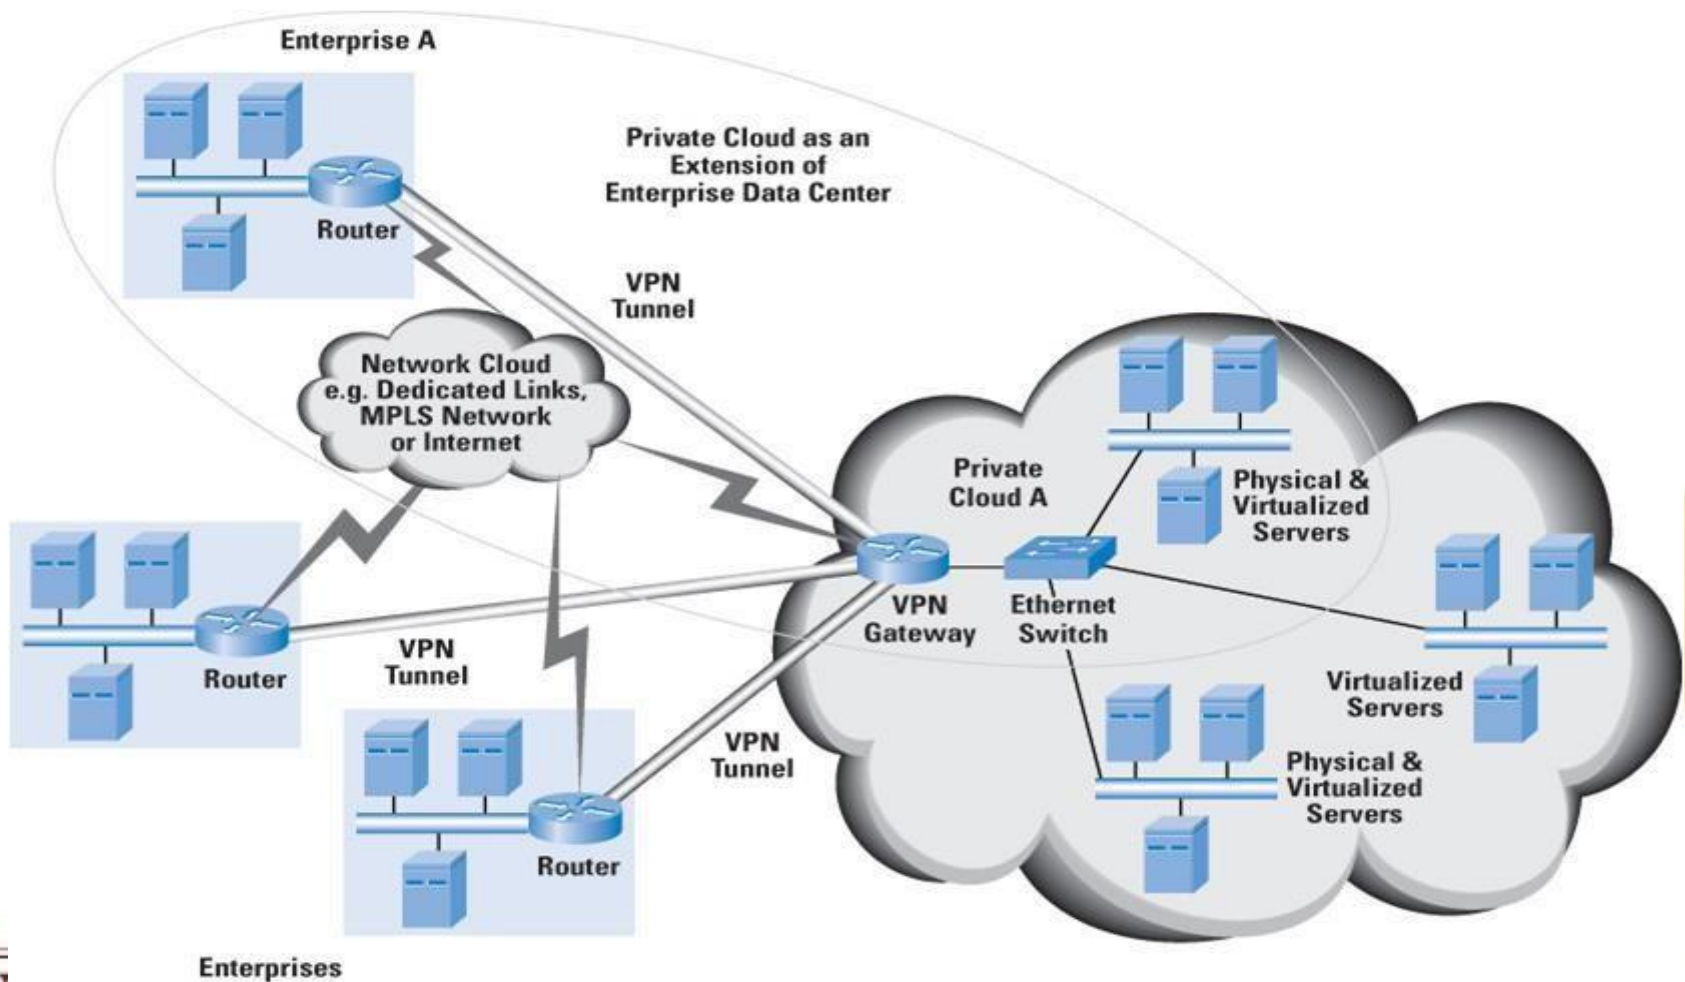 Enterprise A
Private Cloud as an
Extension of
Enterprise Data Center
Router
VPN
Tunnel
Network Cloud
e.g. Dedicated Links,
MPLS Network
or Internet
Private
Cloud A
Physical &
Virtualized
Servers
VPN
Gateway
Ethernet
Switch
VPN
Tunnel
Router
Virtualized
Servers
VPN
Tunnel
Physical &
Virtualized
Servers
Router
Enterprises